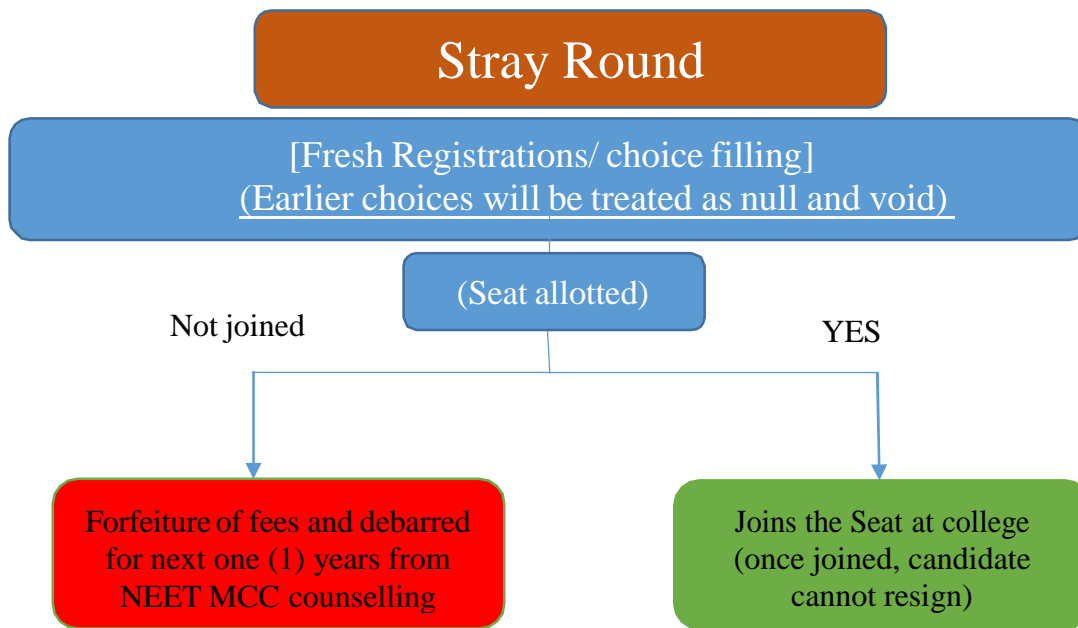 Stray Round
[Fresh Registrations/ choice filling]
(Earlier choices will be treated as null and void)
(Seat allotted)
Not joined
YES
Forfeiture of fees and debarred
for next one (1) years from
NEET MCC counselling
Joins the Seat at college
(once joined, candidate
cannot resign)